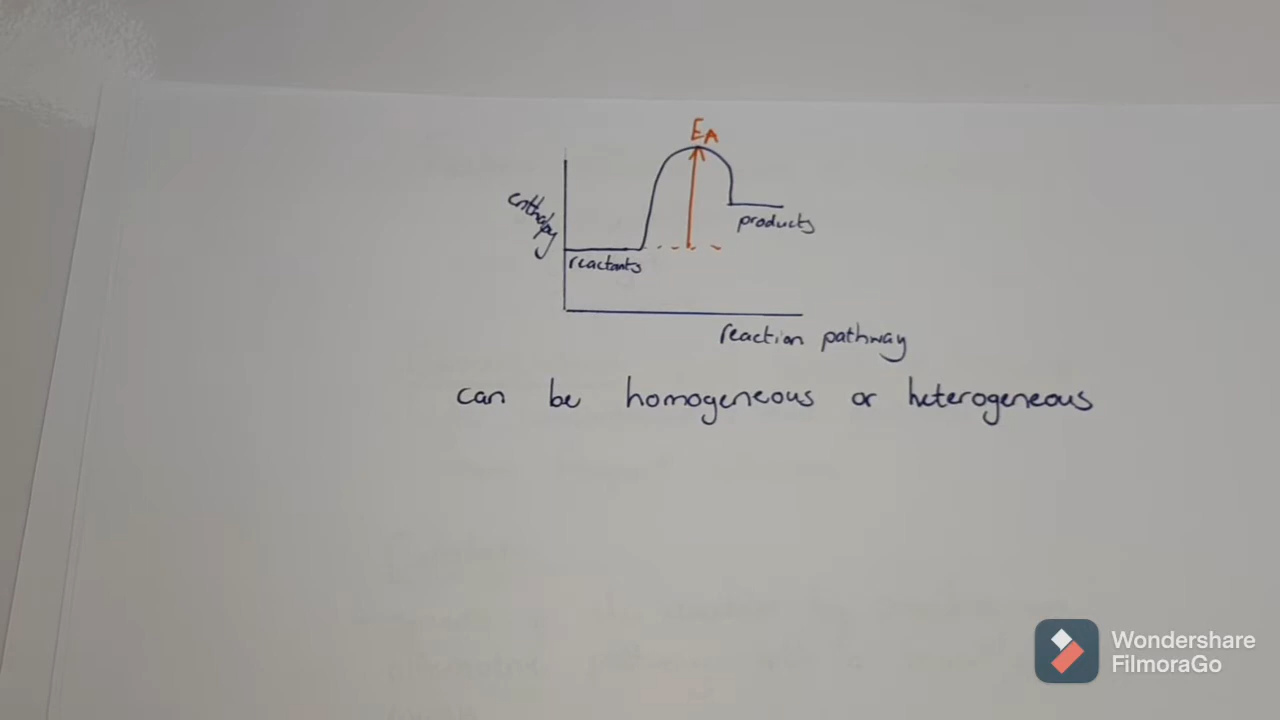 EA
enthalpy
products
reactants
reaction pathway
can be homogeneous or heterogeneous
Wondershare
FilmoraGo